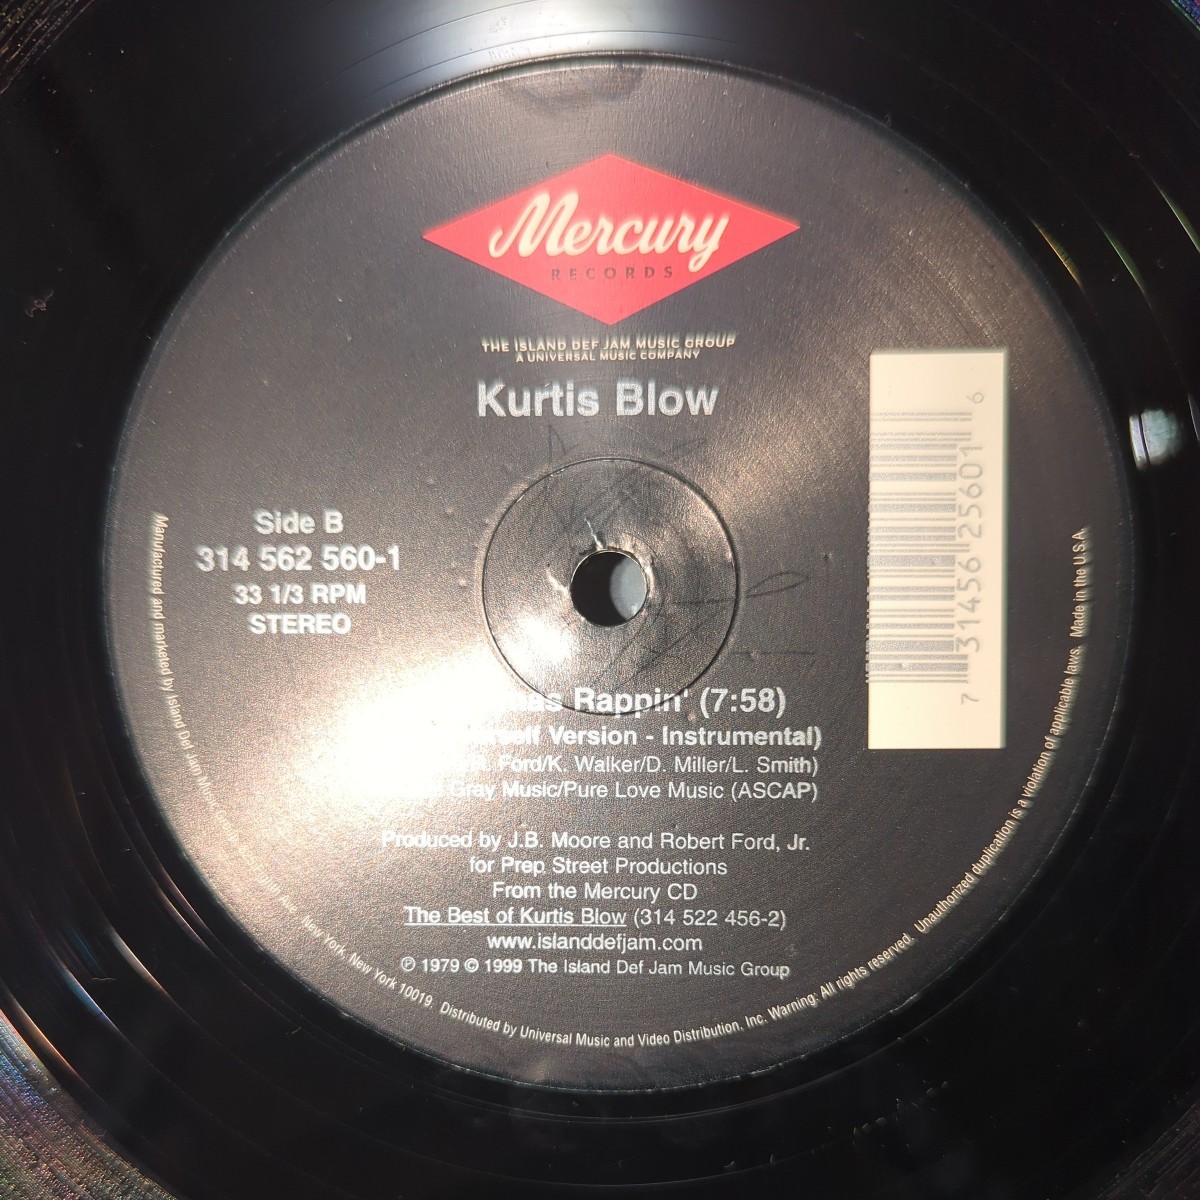 Mercury
RECORDS
THE ISLAND DEF JAM MUSIC GROUP
A UNIVERSAL MUSIC COMPANY
Kurtis Blow
Side B
314 562 560-1
33 1/3 RPM
STEREO
7 31456 25601 6
Rappin' (7:58)
Version - Instrumental)
Ford/K. Walker/D. Miller/L. Smith)
Gray Music/Pure Love Music (ASCAP)
Produced by J.B. Moore and Robert Ford, Jr.
for Prep Street Productions
From the Mercury CD
The Best of Kurtis Blow (314 522 456-2)
www.islanddefjam.com
℗ 1979 © 1999 The Island Def Jam Music Group
Manufactured and marketed by Island Def Jam New York, New York 10019. Distributed by Universal Music and Video Distribution, Inc. Warning: All rights reserved. Unauthorized duplication is a violation of applicable laws. Made in the U.S.A.